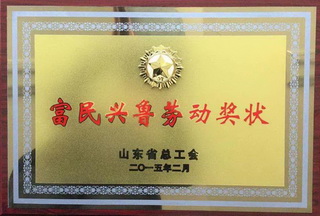 富民兴鲁劳动奖状
山东省总工会
二〇一五年二月